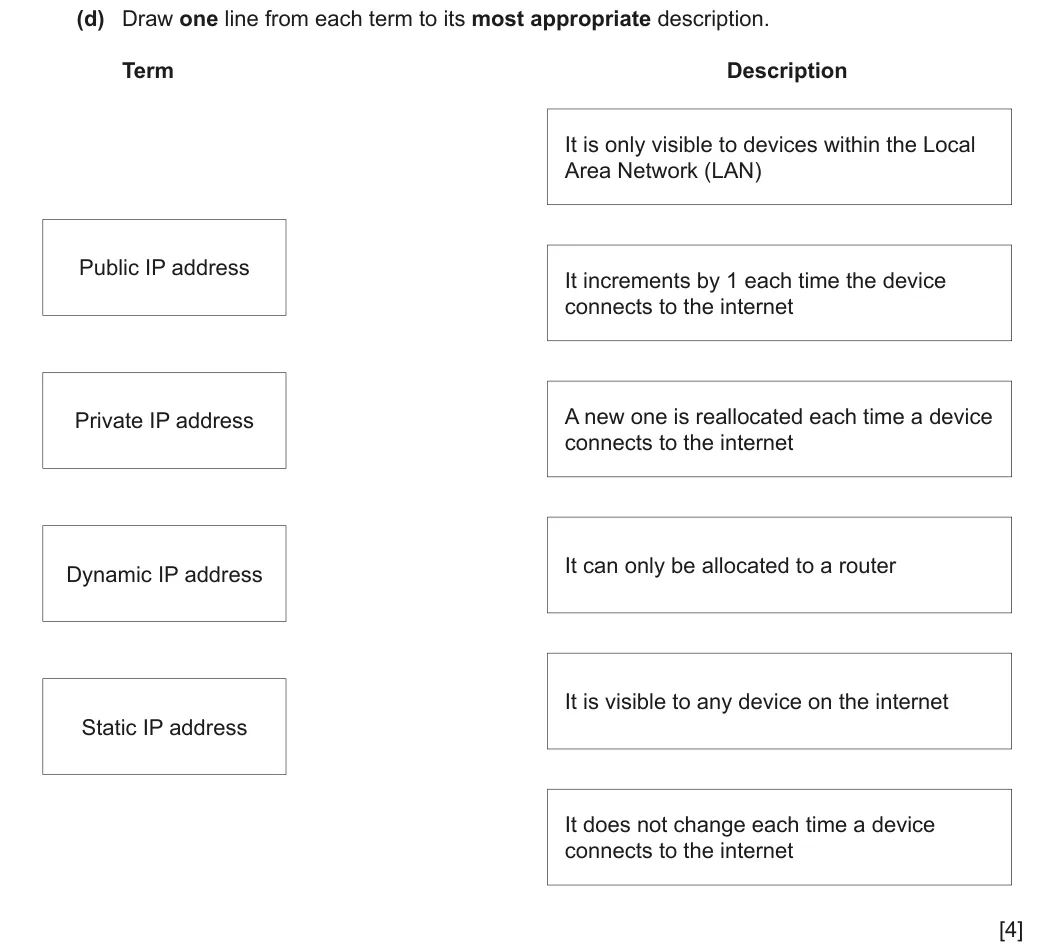 (d) Draw one line from each term to its most appropriate description.
Term
Description
It is only visible to devices within the Local
Area Network (LAN)
Public IP address
It increments by 1 each time the device
connects to the internet
Private IP address
A new one is reallocated each time a device
connects to the internet
Dynamic IP address
It can only be allocated to a router
Static IP address
It is visible to any device on the internet
It does not change each time a device
connects to the internet
[4]